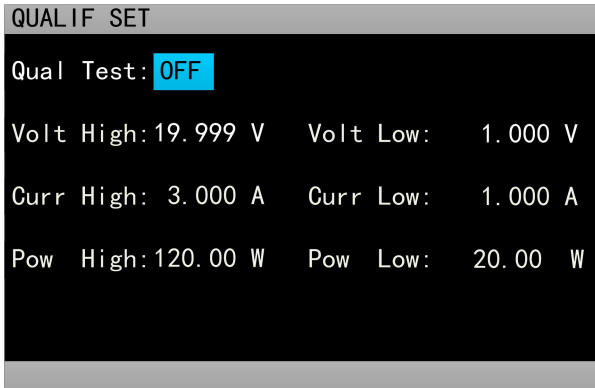 QUALIF SET
Qual Test: OFF
Volt High: 19.999 V Volt Low: 1.000 V
Curr High: 3.000 A Curr Low: 1.000 A
Pow High: 120.00 W Pow Low: 20.00 W